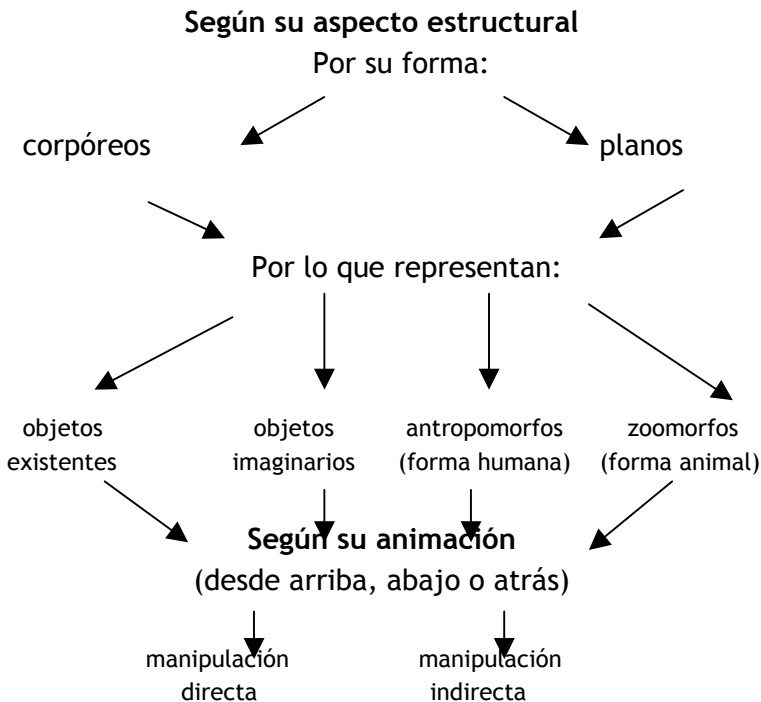 Según su aspecto estructural
Por su forma:
corpóreos
planos
Por lo que representan:
objetos
existentes
objetos
imaginarios
antropomorfos
(forma humana)
zoomorfos
(forma animal)
Según su animación
(desde arriba, abajo o atrás)
manipulación
directa
manipulación
indirecta